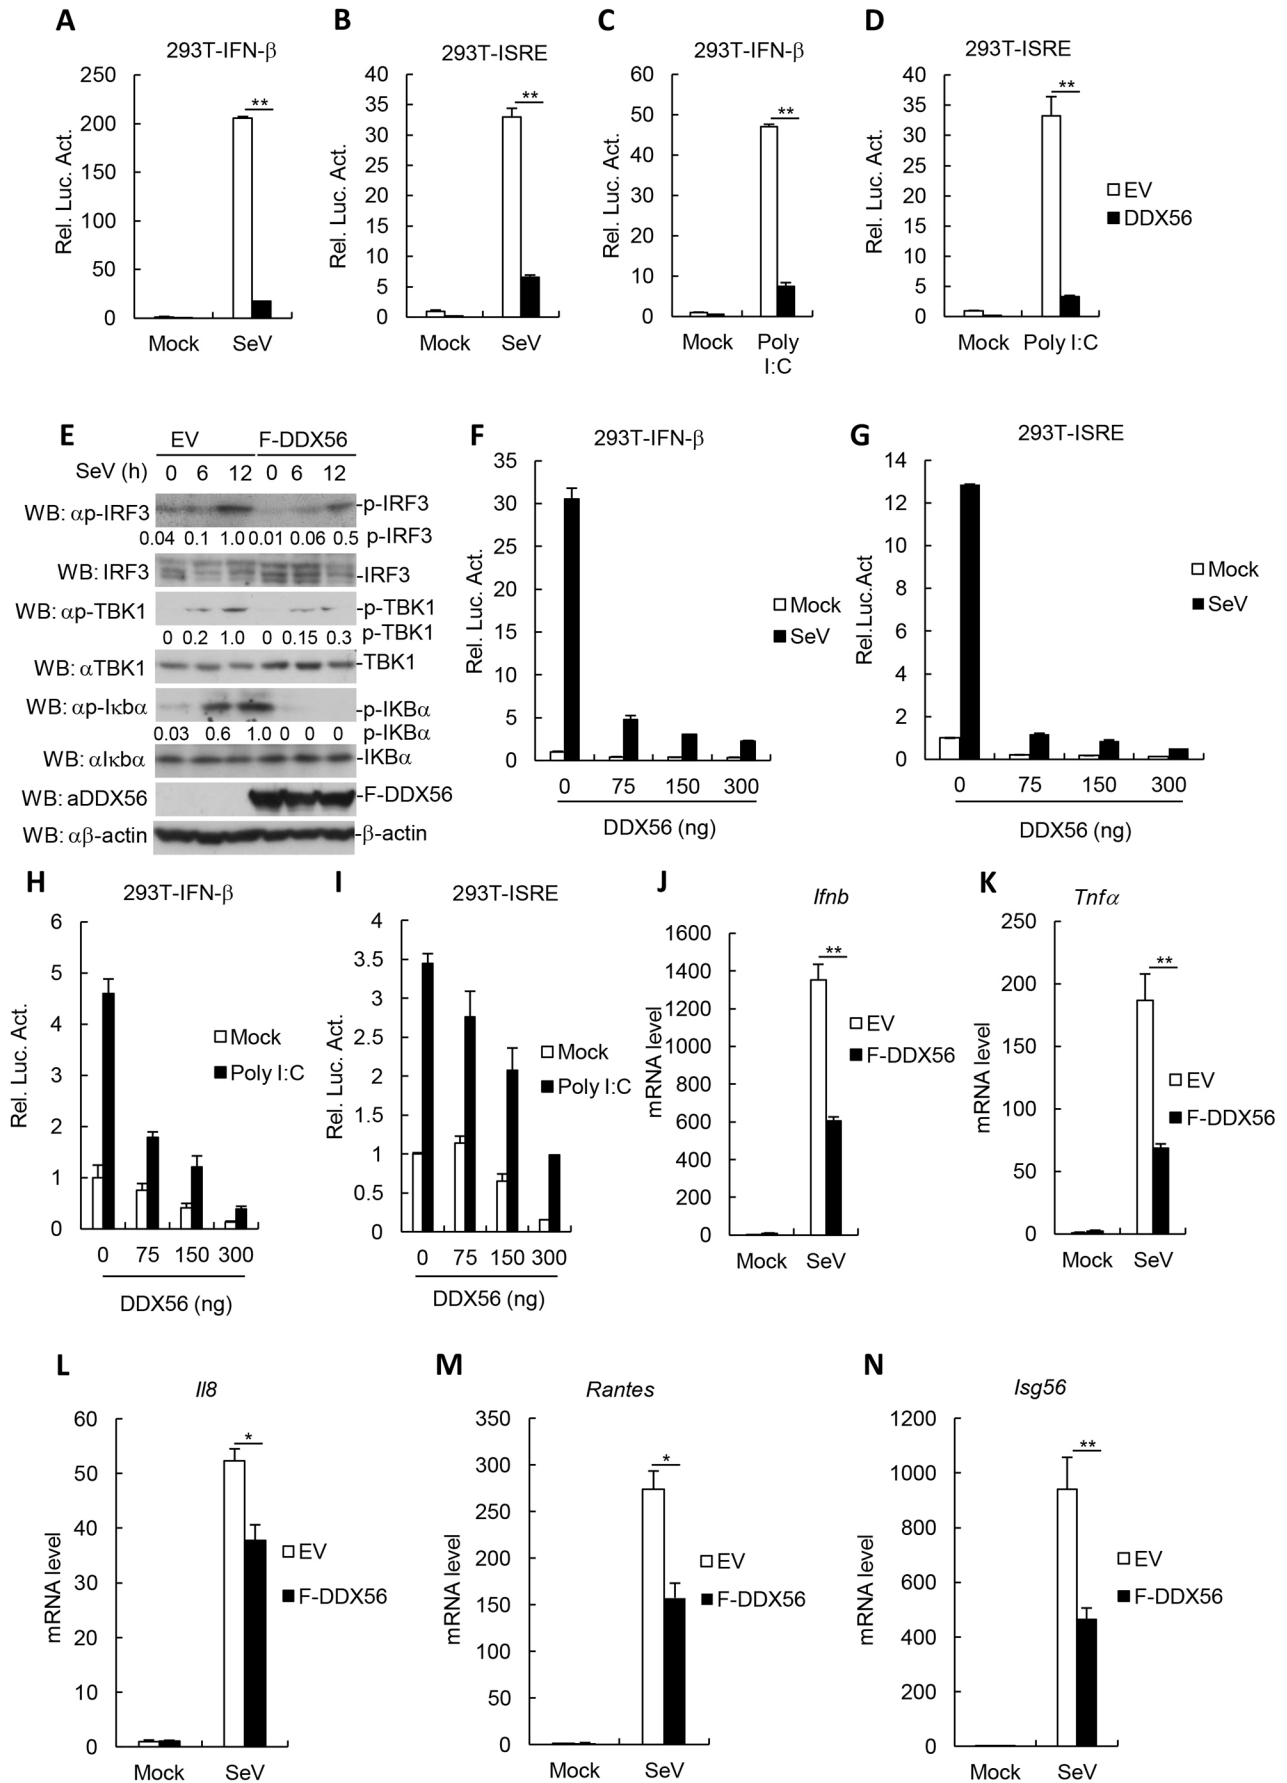 A
293T-IFN-β
Rel. Luc. Act.
250
200
150
100
50
0
**
Mock SeV
B
293T-ISRE
Rel. Luc. Act.
40
35
30
25
20
15
10
5
0
**
Mock SeV
C
293T-IFN-β
Rel. Luc. Act.
60
50
40
30
20
10
0
**
Mock Poly
I:C
D
293T-ISRE
Rel. Luc. Act.
40
35
30
25
20
15
10
5
0
**
Mock Poly I:C
EV
DDX56
E
EV F-DDX56
SeV (h) 0 6 12 0 6 12
WB: αp-IRF3 -p-IRF3
0.04 0.1 1.0 0.01 0.06 0.5 p-IRF3
WB: IRF3 -IRF3
WB: αp-TBK1 -p-TBK1
0 0.2 1.0 0 0.15 0.3 p-TBK1
WB: αTBK1 -TBK1
WB: αp-Iκbα -p-IKBα
0.03 0.6 1.0 0 0 0 p-IKBα
WB: αIκbα -IKBα
WB: aDDX56 -F-DDX56
WB: αβ-actin -β-actin
F
293T-IFN-β
Rel. Luc. Act.
35
30
25
20
15
10
5
0
0 75 150 300
DDX56 (ng)
Mock
SeV
G
293T-ISRE
Rel.Luc.Act
14
12
10
8
6
4
2
0
0 75 150 300
DDX56 (ng)
Mock
SeV
H
293T-IFN-β
Rel. Luc. Act.
6
5
4
3
2
1
0
0 75 150 300
DDX56 (ng)
Mock
Poly I:C
I
293T-ISRE
Rel. Luc. Act.
4
3.5
3
2.5
2
1.5
1
0.5
0
0 75 150 300
DDX56 (ng)
Mock
Poly I:C
J
Ifnb
mRNA level
1600
1400
1200
1000
800
600
400
200
0
**
Mock SeV
EV
F-DDX56
K
Tnfα
mRNA level
250
200
150
100
50
0
**
Mock SeV
EV
F-DDX56
L
Il8
mRNA level
60
50
40
30
20
10
0
*
Mock SeV
EV
F-DDX56
M
Rantes
mRNA level
350
300
250
200
150
100
50
0
*
Mock SeV
EV
F-DDX56
N
Isg56
mRNA level
1200
1000
800
600
400
200
0
**
Mock SeV
EV
F-DDX56